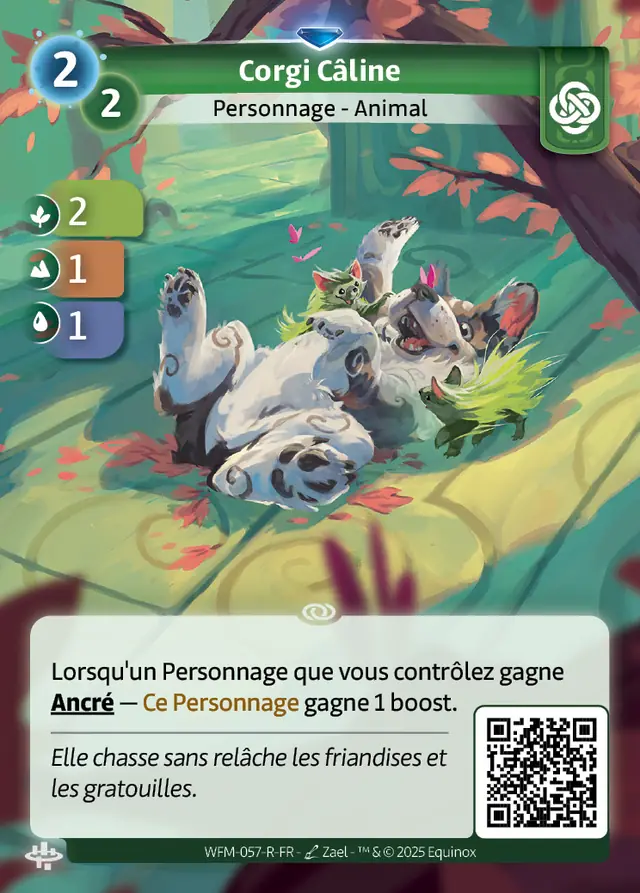 2
Corgi Câline
2
Personnage - Animal
2
1
1
Lorsqu'un Personnage que vous contrôlez gagne
Ancré — Ce Personnage gagne 1 boost.
Elle chasse sans relâche les friandises et
les gratouilles.
WFM-057-R-FR - Zael - ™ & © 2025 Equinox